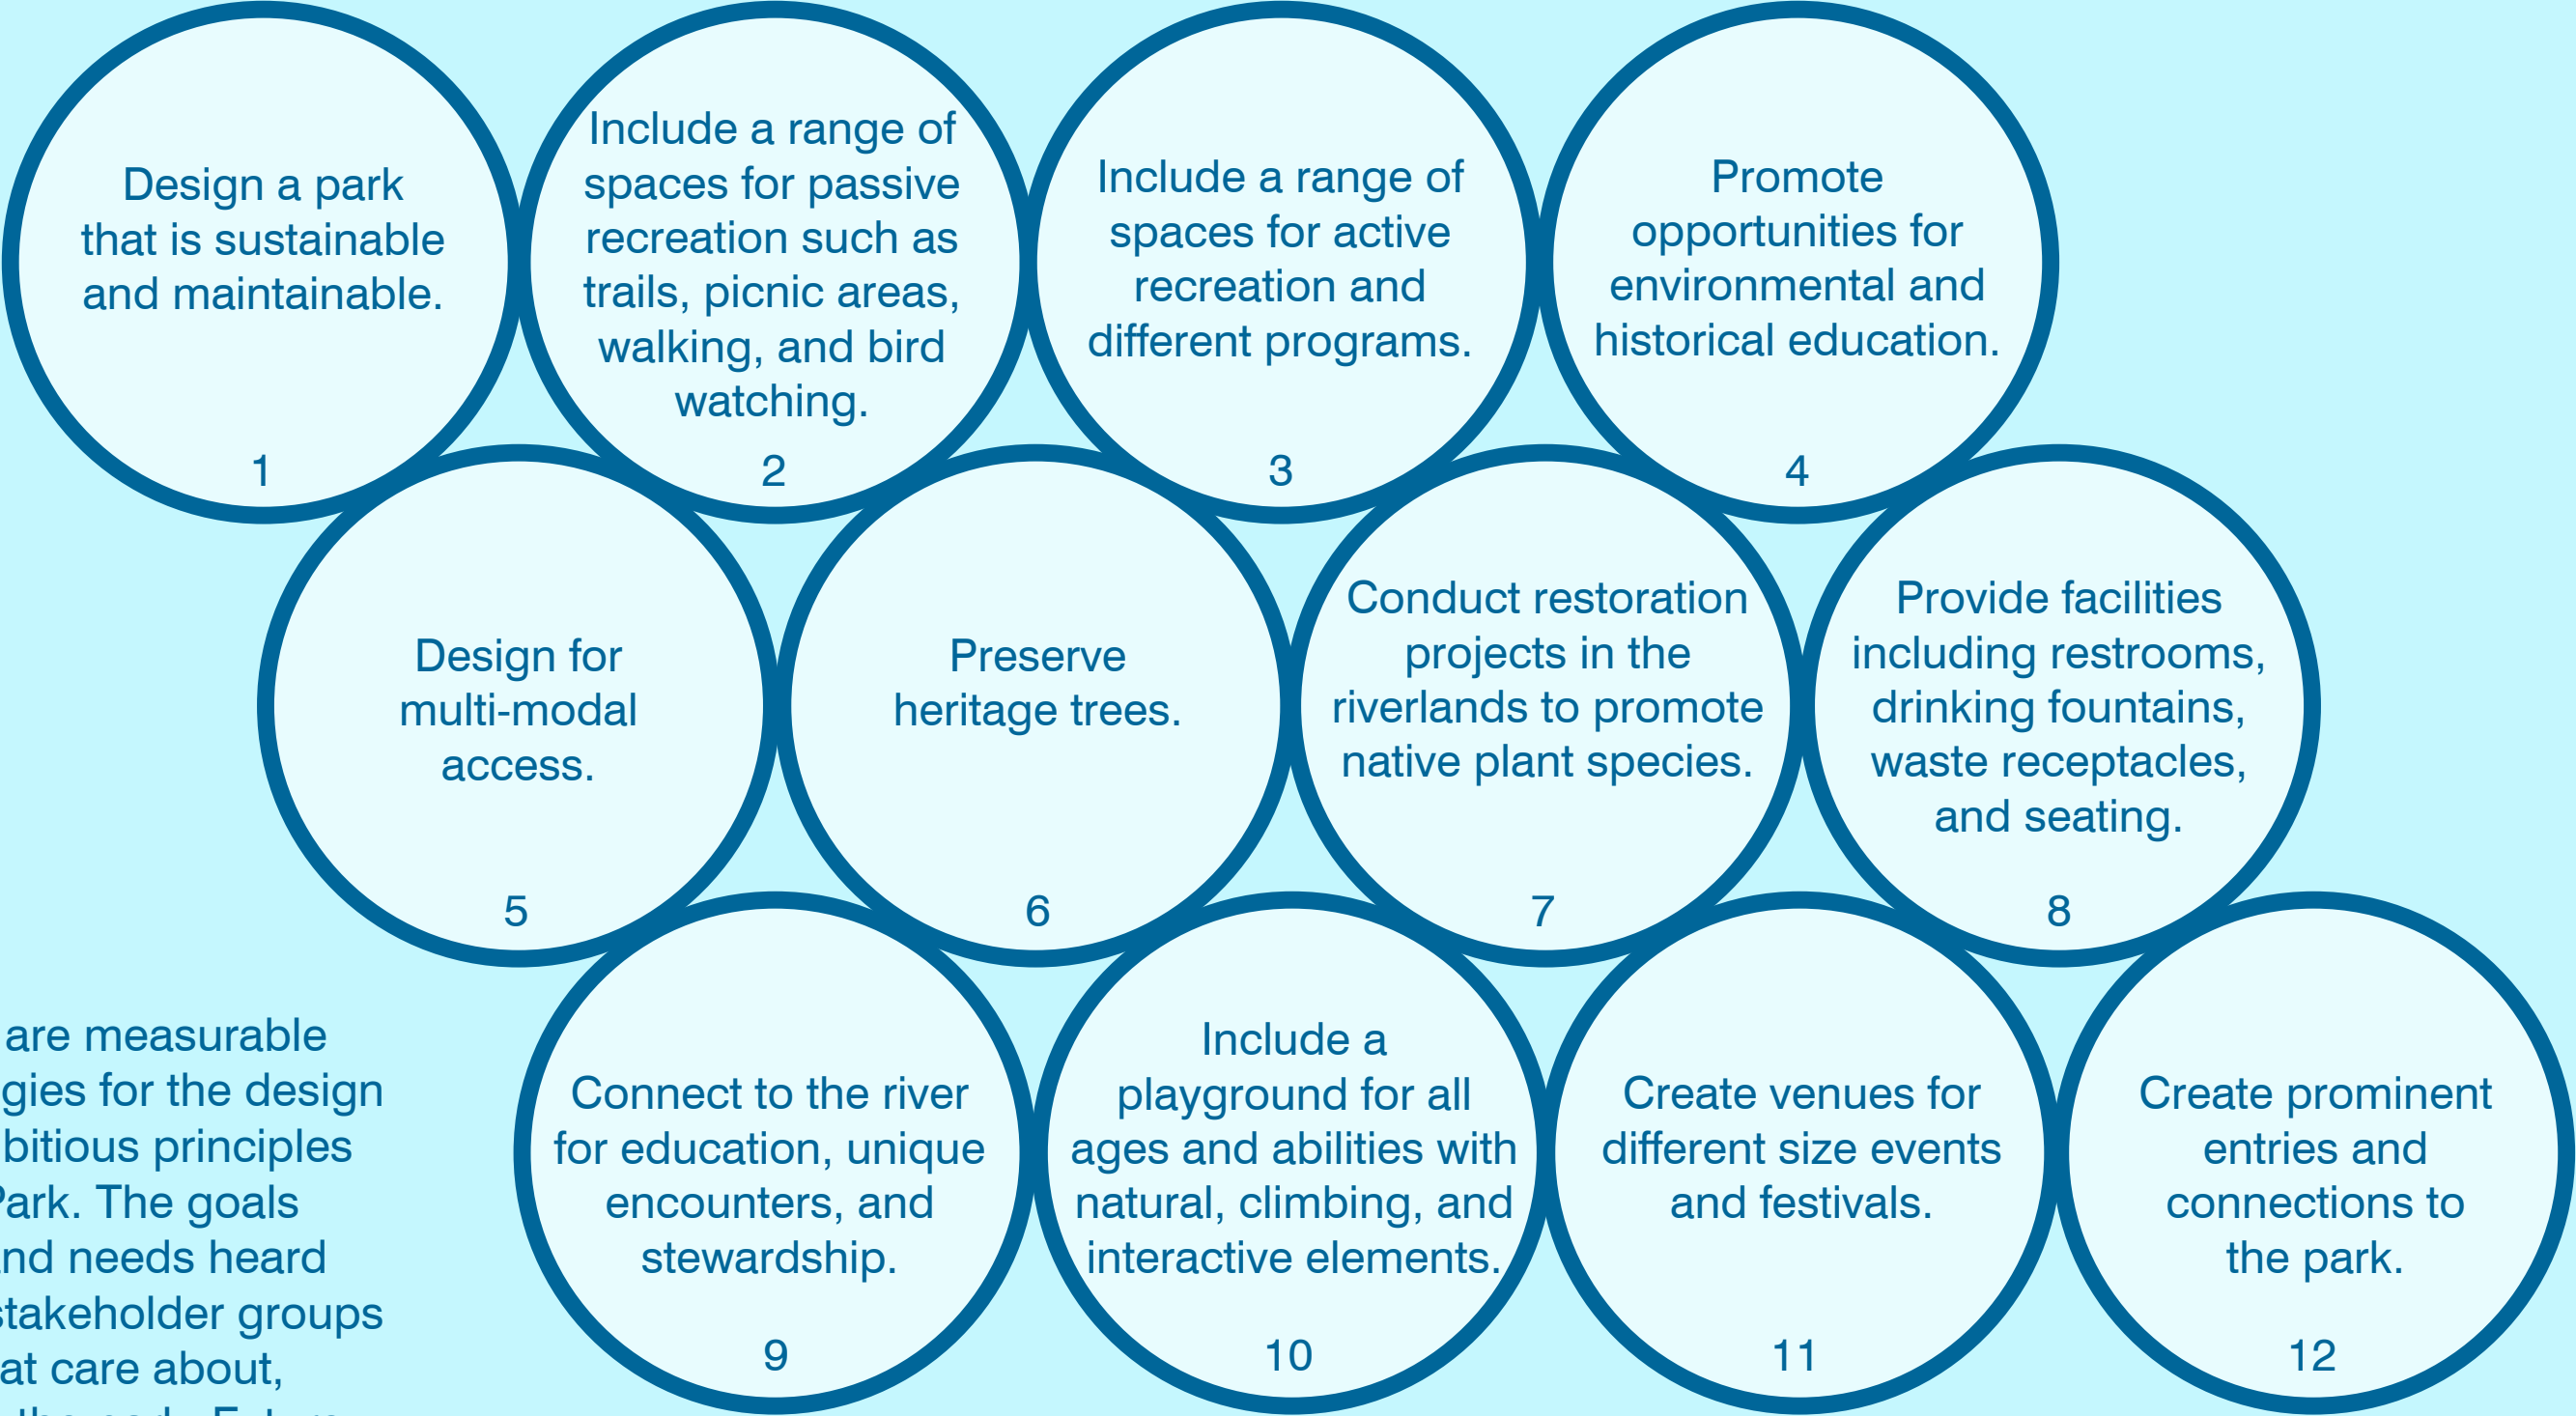 Design a park
that is sustainable
and maintainable.
1
Include a range of
spaces for passive
recreation such as
trails, picnic areas,
walking, and bird
watching.
2
Include a range of
spaces for active
recreation and
different programs.
3
Promote
opportunities for
environmental and
historical education.
4
Design for
multi-modal
access.
5
Preserve
heritage trees.
6
Conduct restoration
projects in the
riverlands to promote
native plant species.
7
Provide facilities
including restrooms,
drinking fountains,
waste receptacles,
and seating.
8
are measurable
gies for the design
bitious principles
Park. The goals
nd needs heard
stakeholder groups
at care about,
Connect to the river
for education, unique
encounters, and
stewardship.
9
Include a
playground for all
ages and abilities with
natural, climbing, and
interactive elements.
10
Create venues for
different size events
and festivals.
11
Create prominent
entries and
connections to
the park.
12